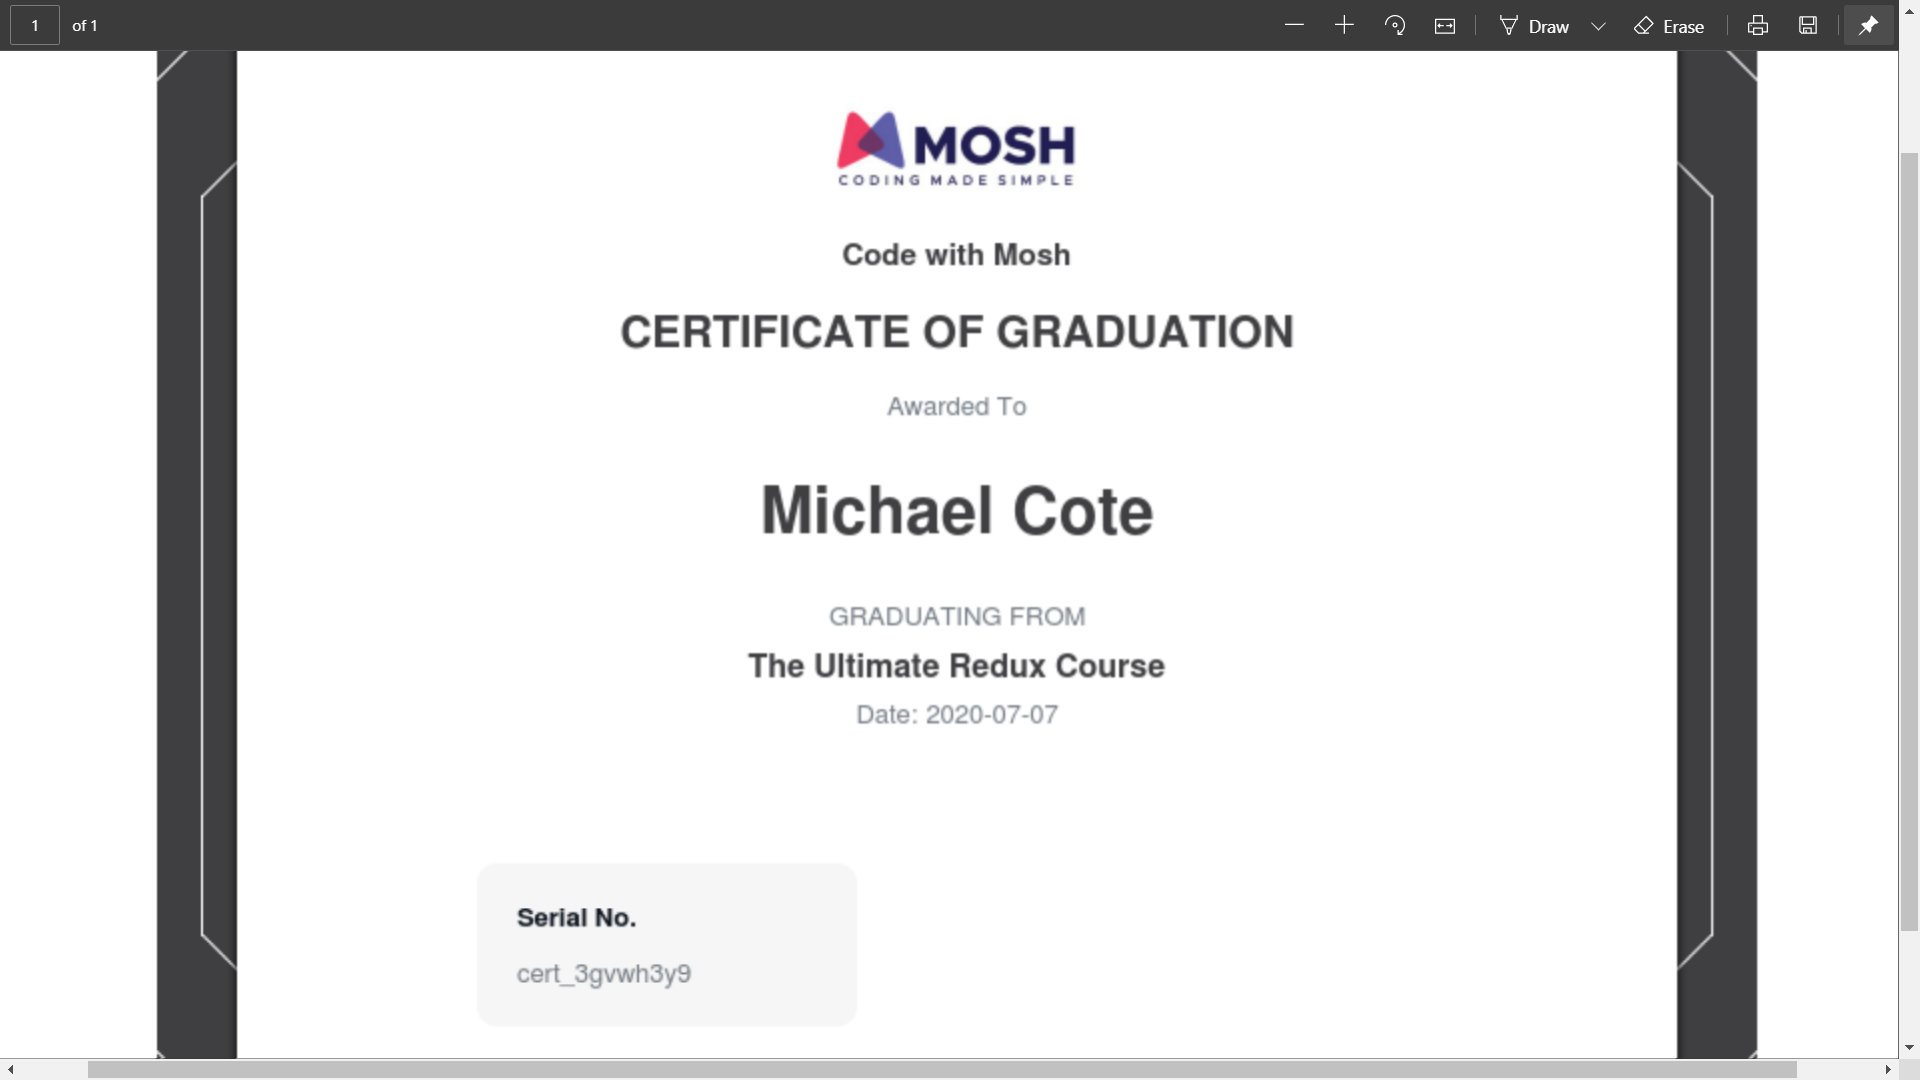 1 of 1
Draw
Erase
MOSH
CODING MADE SIMPLE
Code with Mosh
CERTIFICATE OF GRADUATION
Awarded To
Michael Cote
GRADUATING FROM
The Ultimate Redux Course
Date: 2020-07-07
Serial No.
cert_3gvwh3y9